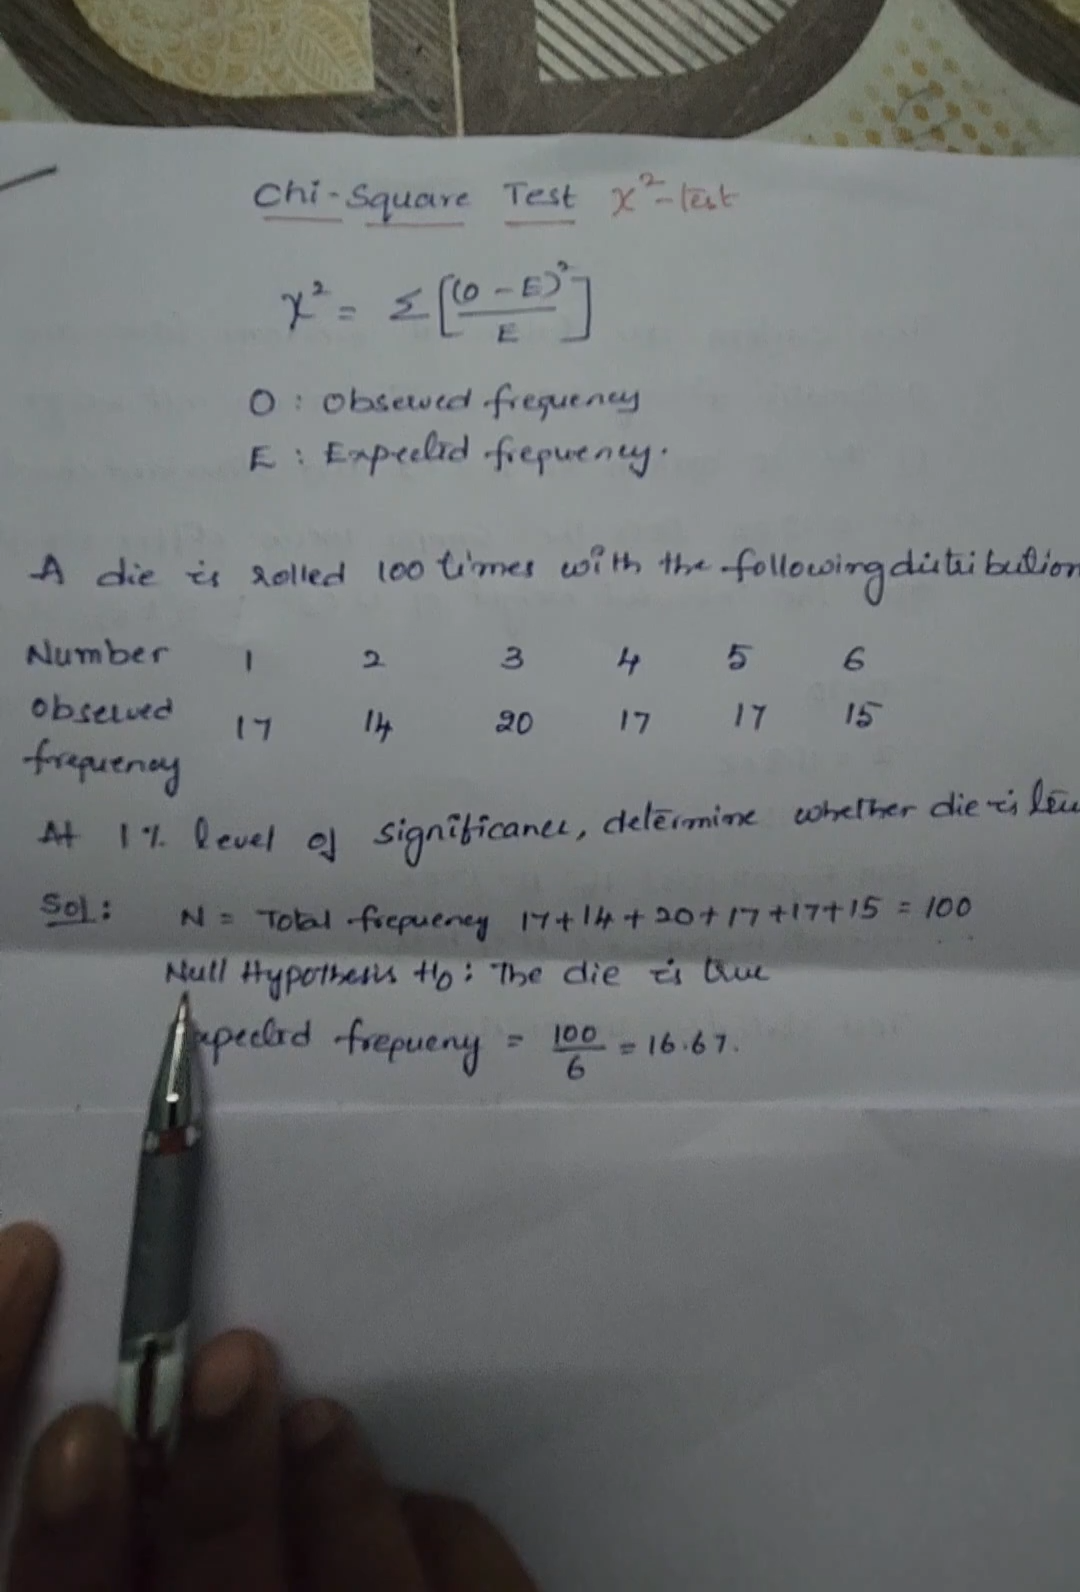 Chi-Square Test χ²-test
χ² = Σ [(O - E)² / E]
O : Observed frequency
E : Expected frequency.
A die is rolled 100 times with the following distribution
Number 1 2 3 4 5 6
Observed frequency 17 14 20 17 17 15
At 1% level of significance, determine whether die is
Sol: N = Total frequency 17+14+20+17+17+15 = 100
Null Hypothesis H₀: The die is true
xpected frequeny = 100/6 = 16.67.